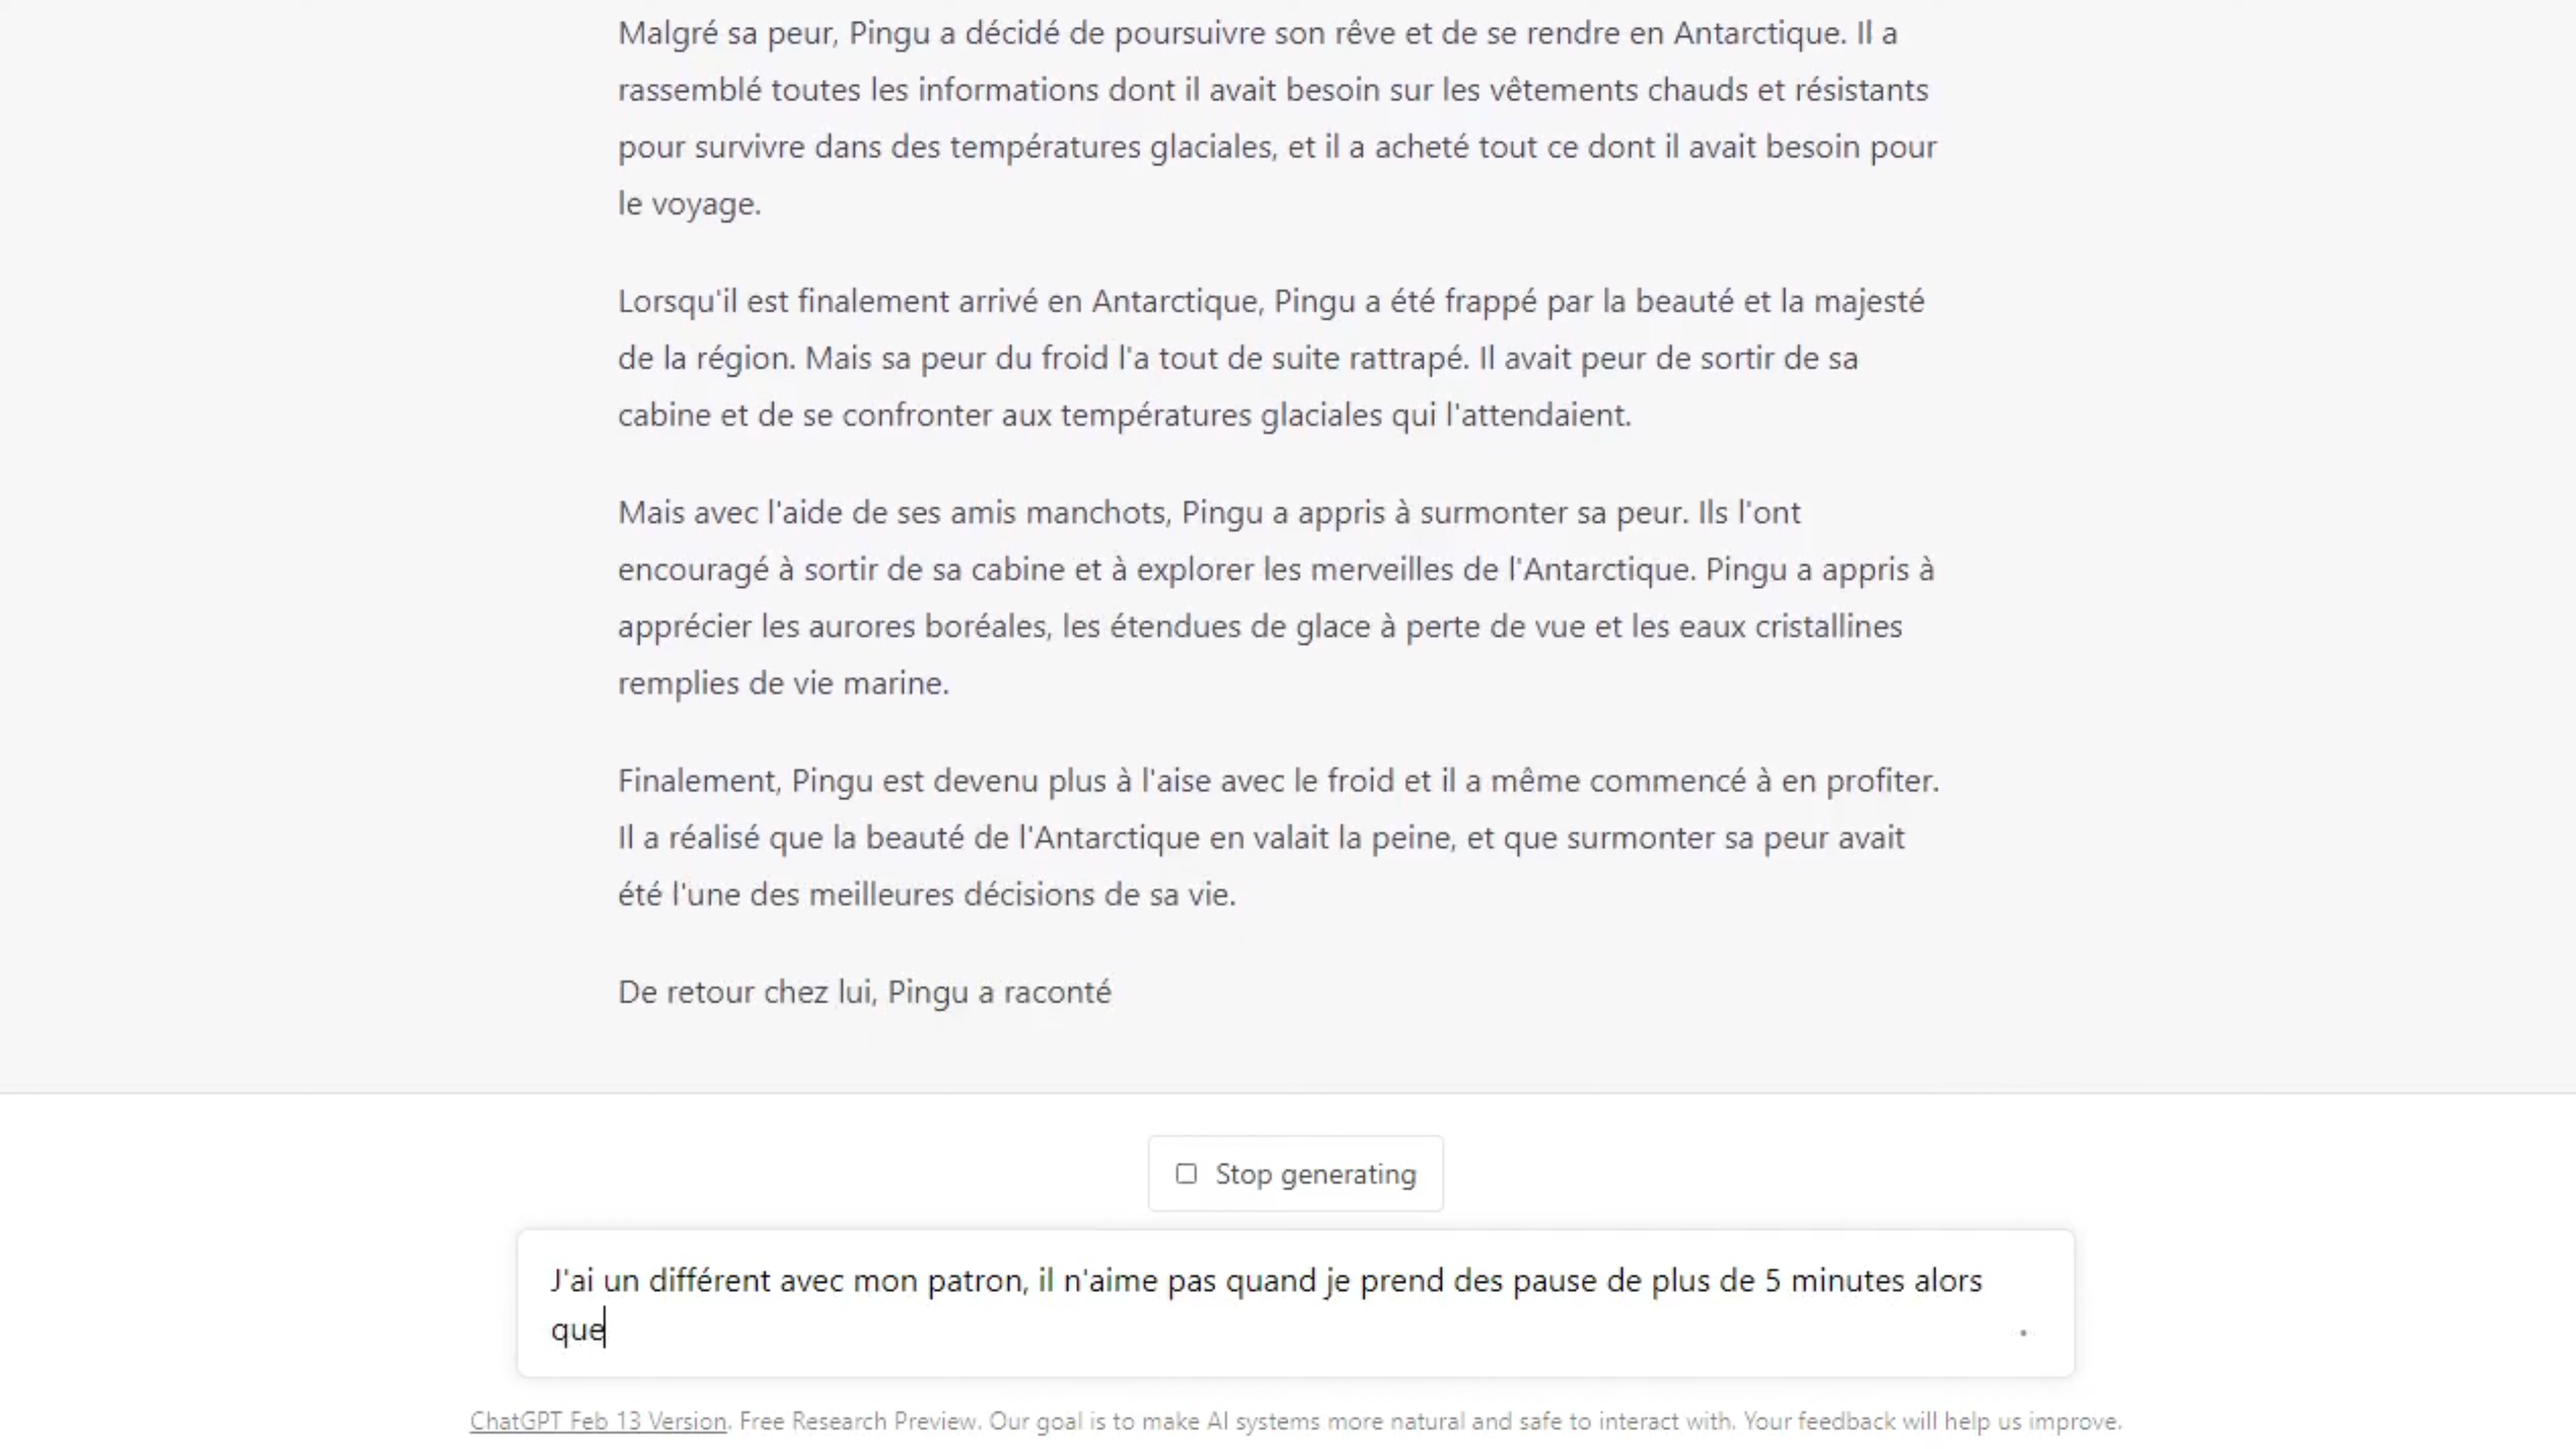 Malgré sa peur, Pingu a décidé de poursuivre son rêve et de se rendre en Antarctique. Il a
rassemblé toutes les informations dont il avait besoin sur les vêtements chauds et résistants
pour survivre dans des températures glaciales, et il a acheté tout ce dont il avait besoin pour
le voyage.
Lorsqu'il est finalement arrivé en Antarctique, Pingu a été frappé par la beauté et la majesté
de la région. Mais sa peur du froid l'a tout de suite rattrapé. Il avait peur de sortir de sa
cabine et de se confronter aux températures glaciales qui l'attendaient.
Mais avec l'aide de ses amis manchots, Pingu a appris à surmonter sa peur. Ils l'ont
encouragé à sortir de sa cabine et à explorer les merveilles de l'Antarctique. Pingu a appris à
apprécier les aurores boréales, les étendues de glace à perte de vue et les eaux cristallines
remplies de vie marine.
Finalement, Pingu est devenu plus à l'aise avec le froid et il a même commencé à en profiter.
Il a réalisé que la beauté de l'Antarctique en valait la peine, et que surmonter sa peur avait
été l'une des meilleures décisions de sa vie.
De retour chez lui, Pingu a raconté
Stop generating
J'ai un différent avec mon patron, il n'aime pas quand je prend des pause de plus de 5 minutes alors
que
ChatGPT Feb 13 Version. Free Research Preview. Our goal is to make AI systems more natural and safe to interact with. Your feedback will help us improve.